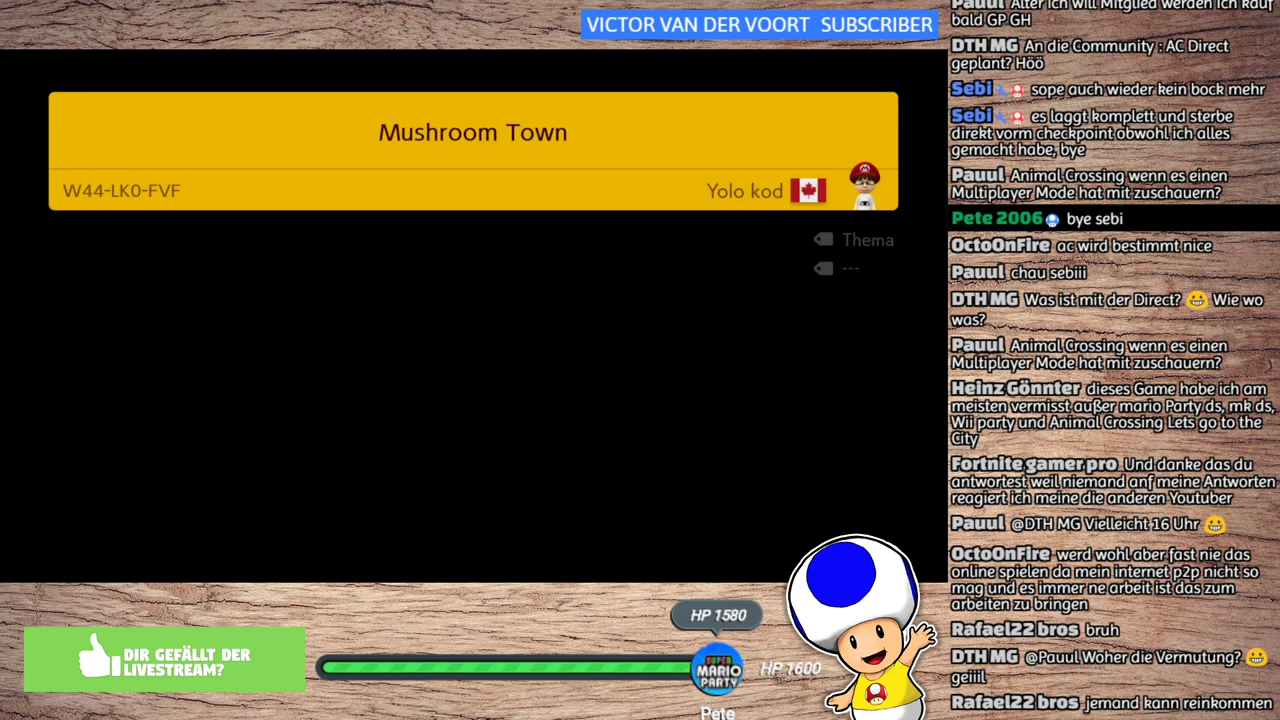 VICTOR VAN DER VOORT SUBSCRIBER
Mushroom Town
W44-LK0-FVF
Yolo kod
Thema
---
Pauul Alter ich will Mitglied werden ich kauf
bald GP GH
DTH MG An die Community : AC Direct
geplant? Höö
Sebi sope auch wieder kein bock mehr
Sebi es laggt komplett und sterbe
direkt vorm checkpoint obwohl ich alles
gemacht habe, bye
Pauul Animal Crossing wenn es einen
Multiplayer Mode hat mit zuschauern?
Pete 2006 bye sebi
OctoOnFire ac wird bestimmt nice
Pauul chau sebiii
DTH MG Was ist mit der Direct? 😬 Wie wo
was?
Pauul Animal Crossing wenn es einen
Multiplayer Mode hat mit zuschauern?
Heinz Gönnter dieses Game habe ich am
meisten vermisst außer mario Party ds, mk ds,
Wii party und Animal Crossing Lets go to the
City
Fortnite gamer pro Und danke das du
antwortest weil niemand anf meine Antworten
reagiert ich meine die anderen Youtuber
Pauul @DTH MG Vielleicht 16 Uhr 😬
OctoOnFire werd wohl aber fast nie das
online spielen da mein internet p2p nicht so
mag und es immer ne arbeit ist das zum
arbeiten zu bringen
Rafael22 bros bruh
DTH MG @Pauul Woher die Vermutung? 😬
geiiil
Rafael22 bros jemand kann reinkommen
DIR GEFÄLLT DER
LIVESTREAM?
HP 1580
SUPER
MARIO
PARTY
HP 1600
Pete